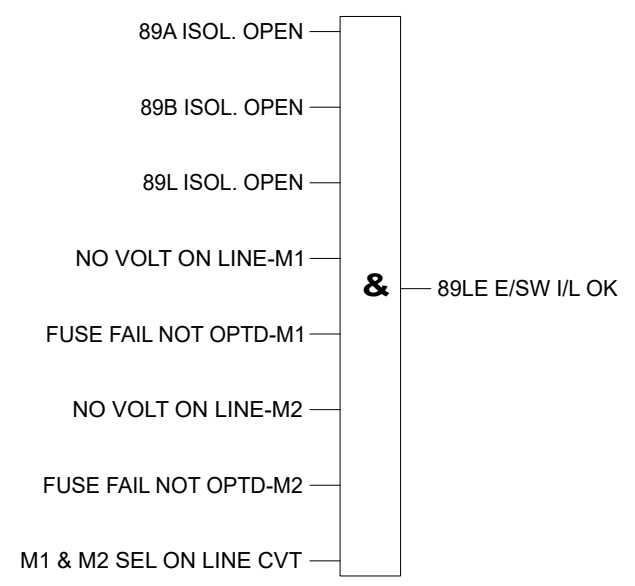 89A ISOL. OPEN
89B ISOL. OPEN
89L ISOL. OPEN
NO VOLT ON LINE-M1
&
89LE E/SW I/L OK
FUSE FAIL NOT OPTD-M1
NO VOLT ON LINE-M2
FUSE FAIL NOT OPTD-M2
M1 & M2 SEL ON LINE CVT